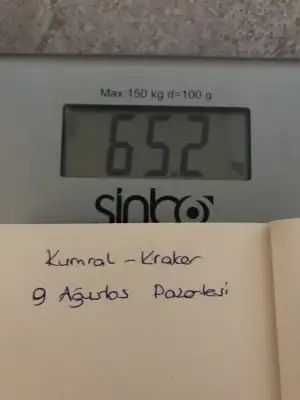 Max:150 kg d=100 g
65.2
sinbo
Kumral - Kraker
9 Ağustos Pazartesi